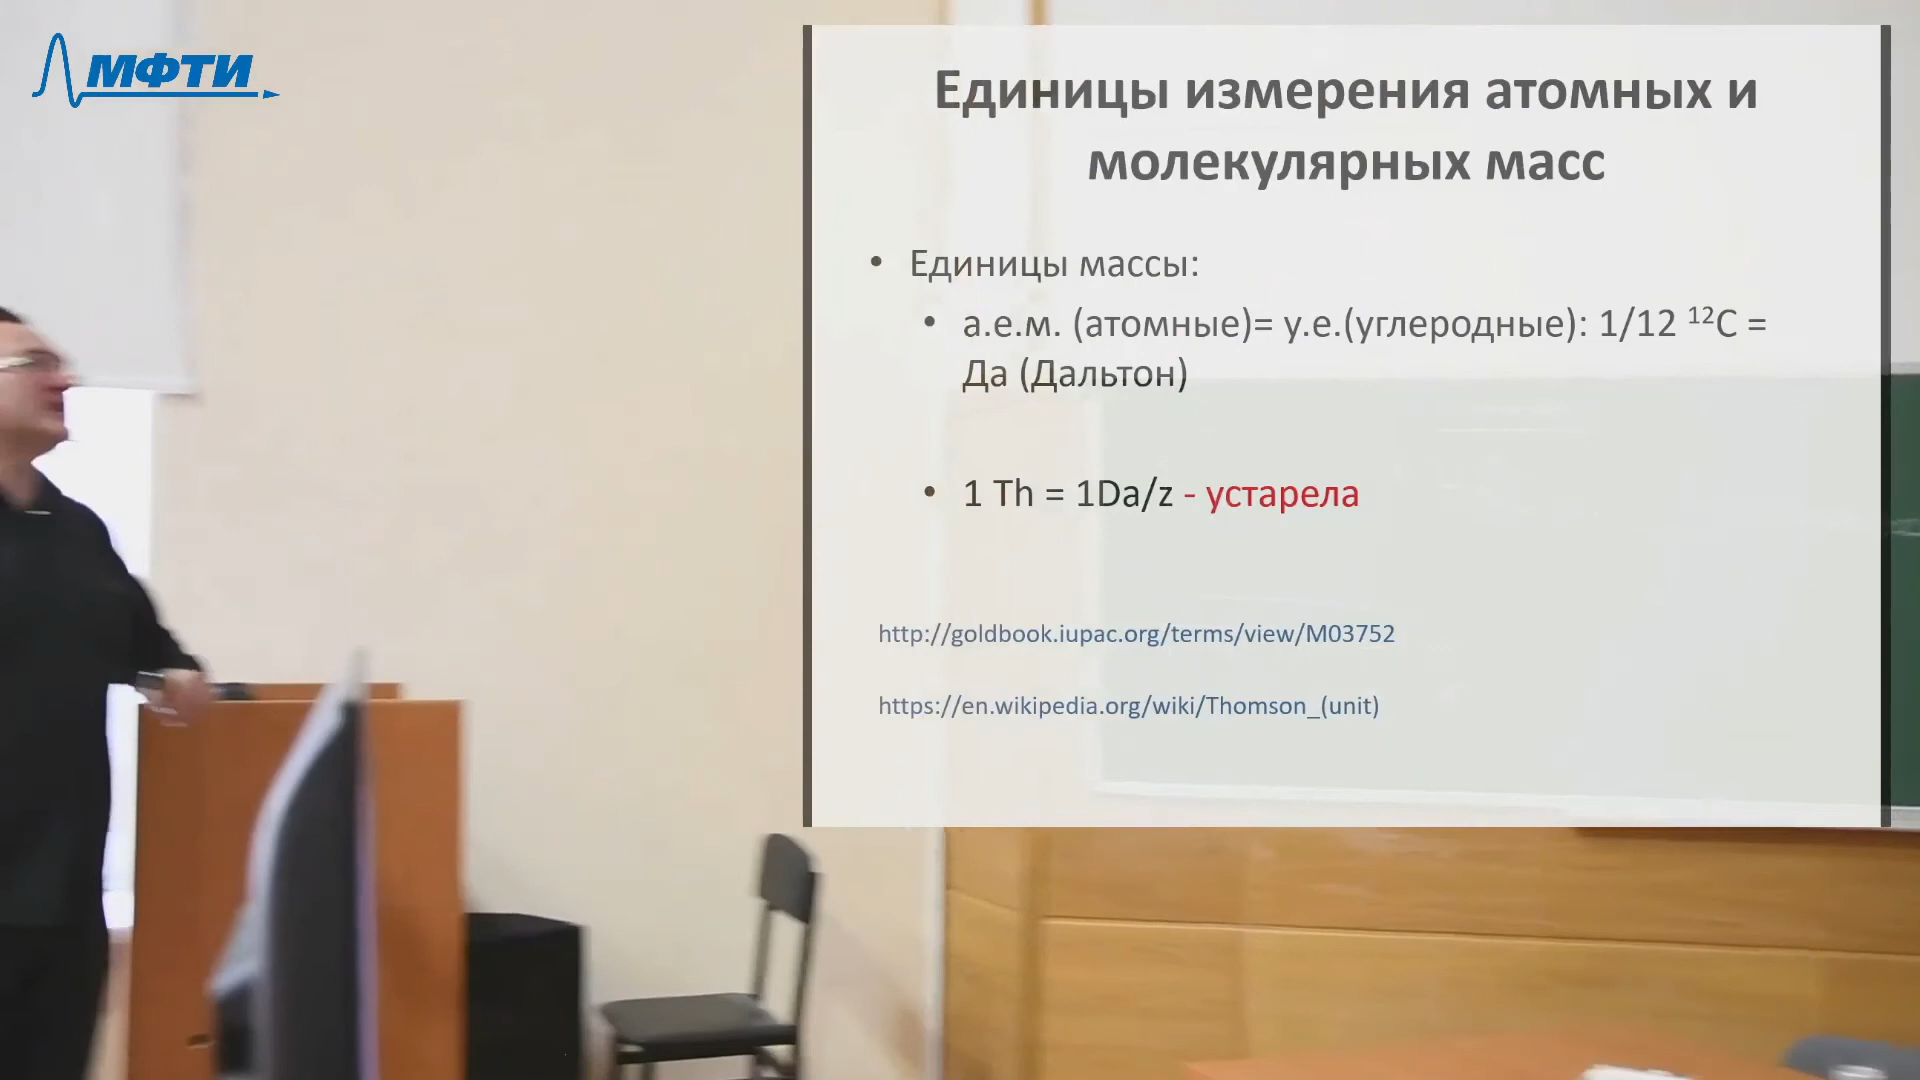 МФТИ
Единицы измерения атомных и
молекулярных масс
• Единицы массы:
• а.е.м. (атомные)= у.е.(углеродные): 1/12 ¹²C =
Да (Дальтон)
• 1 Th = 1Da/z - устарела
http://goldbook.iupac.org/terms/view/M03752
https://en.wikipedia.org/wiki/Thomson_(unit)